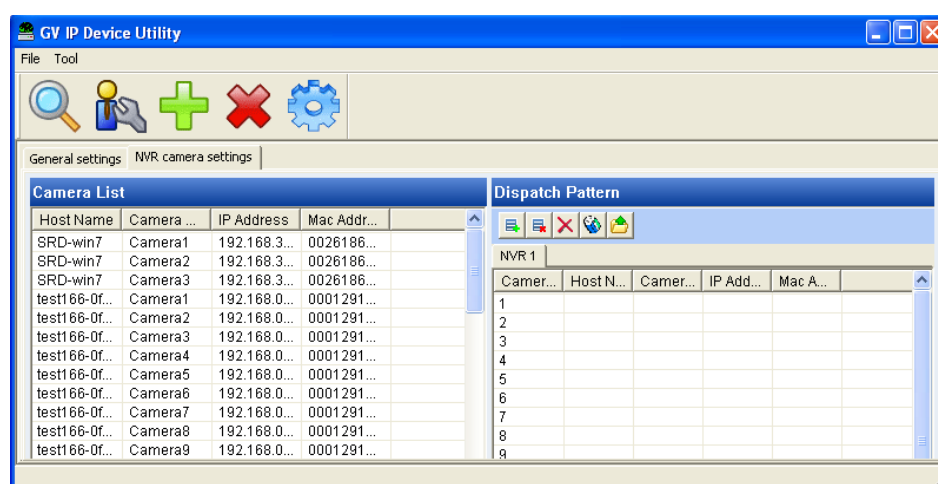 GV IP Device Utility
File Tool
General settings NVR camera settings
Camera List
Host Name Camera ... IP Address Mac Addr...
SRD-win7 Camera1 192.168.3... 0026186...
SRD-win7 Camera2 192.168.3... 0026186...
SRD-win7 Camera3 192.168.3... 0026186...
test166-0f... Camera1 192.168.0... 0001291...
test166-0f... Camera2 192.168.0... 0001291...
test166-0f... Camera3 192.168.0... 0001291...
test166-0f... Camera4 192.168.0... 0001291...
test166-0f... Camera5 192.168.0... 0001291...
test166-0f... Camera6 192.168.0... 0001291...
test166-0f... Camera7 192.168.0... 0001291...
test166-0f... Camera8 192.168.0... 0001291...
test166-0f... Camera9 192.168.0... 0001291...
Dispatch Pattern
NVR 1
Camer... Host N... Camer... IP Add... Mac A...
1
2
3
4
5
6
7
8
9